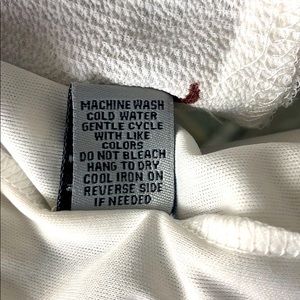 MACHINE WASH
COLD WATER
GENTLE CYCLE
WITH LIKE
COLORS
DO NOT BLEACH
HANG TO DRY
COOL IRON ON
REVERSE SIDE
IF NEEDED